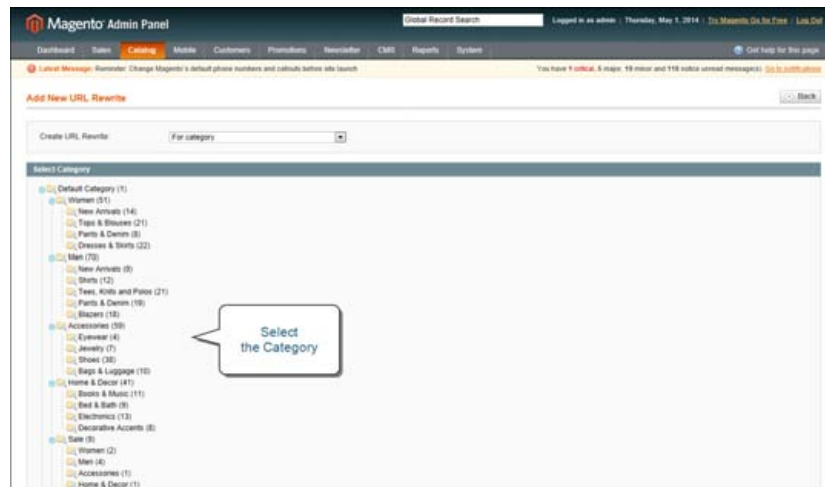 Magento Admin Panel
Global Record Search
Logged in as admin | Thursday, May 1, 2014 | Try Magento Go for Free | Log Out
Dashboard Sales Catalog Mobile Customers Promotions Newsletter CMS Reports System
Get help for this page
Latest Message: Reminder: Change Magento's default phone numbers and callouts before site launch
You have 1 critical, 5 major, 19 minor and 118 notice unread message(s). Go to notifications
Add New URL Rewrite
Back
Create URL Rewrite:
For category
Select Category
Default Category (1)
Women (51)
New Arrivals (14)
Tops & Blouses (21)
Pants & Denim (8)
Dresses & Skirts (22)
Men (70)
New Arrivals (9)
Shirts (12)
Tees, Knits and Polos (21)
Pants & Denim (19)
Blazers (18)
Accessories (59)
Eyewear (4)
Jewelry (7)
Shoes (38)
Bags & Luggage (10)
Select
the Category
Home & Decor (41)
Books & Music (11)
Bed & Bath (9)
Electronics (13)
Decorative Accents (8)
Sale (9)
Women (2)
Men (4)
Accessories (1)
Home & Decor (1)